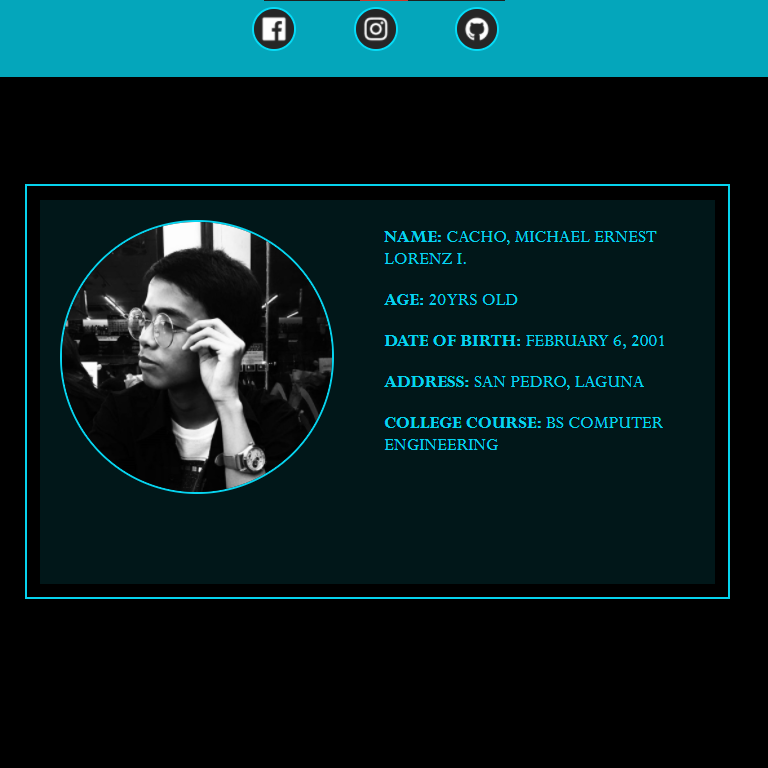 NAME: CACHO, MICHAEL ERNEST
LORENZ I.
AGE: 20YRS OLD
DATE OF BIRTH: FEBRUARY 6, 2001
ADDRESS: SAN PEDRO, LAGUNA
COLLEGE COURSE: BS COMPUTER
ENGINEERING